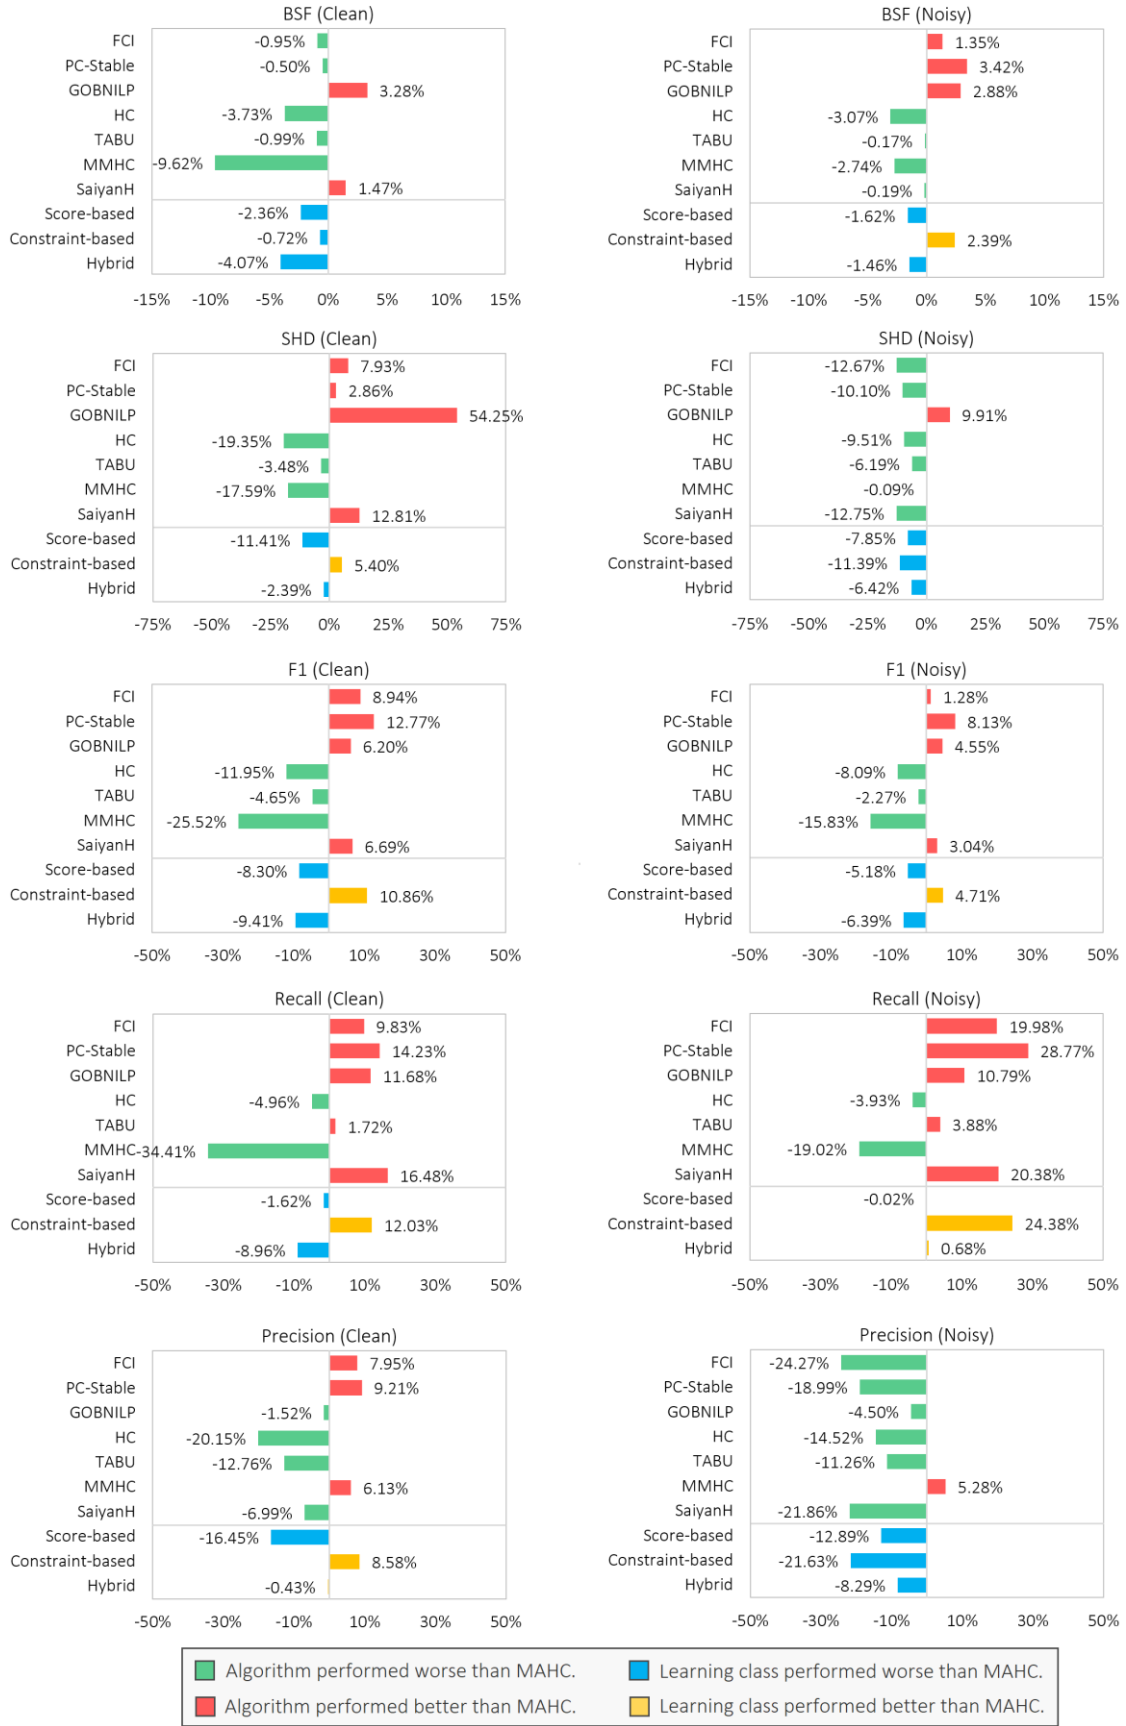 BSF (Clean)
FCI -0.95%
PC-Stable -0.50%
GOBNILP 3.28%
HC -3.73%
TABU -0.99%
MMHC -9.62%
SaiyanH 1.47%
Score-based -2.36%
Constraint-based -0.72%
Hybrid -4.07%
-15% -10% -5% 0% 5% 10% 15%
BSF (Noisy)
FCI 1.35%
PC-Stable 3.42%
GOBNILP 2.88%
HC -3.07%
TABU -0.17%
MMHC -2.74%
SaiyanH -0.19%
Score-based -1.62%
Constraint-based 2.39%
Hybrid -1.46%
-15% -10% -5% 0% 5% 10% 15%
SHD (Clean)
FCI 7.93%
PC-Stable 2.86%
GOBNILP 54.25%
HC -19.35%
TABU -3.48%
MMHC -17.59%
SaiyanH 12.81%
Score-based -11.41%
Constraint-based 5.40%
Hybrid -2.39%
-75% -50% -25% 0% 25% 50% 75%
SHD (Noisy)
FCI -12.67%
PC-Stable -10.10%
GOBNILP 9.91%
HC -9.51%
TABU -6.19%
MMHC -0.09%
SaiyanH -12.75%
Score-based -7.85%
Constraint-based -11.39%
Hybrid -6.42%
-75% -50% -25% 0% 25% 50% 75%
F1 (Clean)
FCI 8.94%
PC-Stable 12.77%
GOBNILP 6.20%
HC -11.95%
TABU -4.65%
MMHC -25.52%
SaiyanH 6.69%
Score-based -8.30%
Constraint-based 10.86%
Hybrid -9.41%
-50% -30% -10% 10% 30% 50%
F1 (Noisy)
FCI 1.28%
PC-Stable 8.13%
GOBNILP 4.55%
HC -8.09%
TABU -2.27%
MMHC -15.83%
SaiyanH 3.04%
Score-based -5.18%
Constraint-based 4.71%
Hybrid -6.39%
-50% -30% -10% 10% 30% 50%
Recall (Clean)
FCI 9.83%
PC-Stable 14.23%
GOBNILP 11.68%
HC -4.96%
TABU 1.72%
MMHC -34.41%
SaiyanH 16.48%
Score-based -1.62%
Constraint-based 12.03%
Hybrid -8.96%
-50% -30% -10% 10% 30% 50%
Recall (Noisy)
FCI 19.98%
PC-Stable 28.77%
GOBNILP 10.79%
HC -3.93%
TABU 3.88%
MMHC -19.02%
SaiyanH 20.38%
Score-based -0.02%
Constraint-based 24.38%
Hybrid 0.68%
-50% -30% -10% 10% 30% 50%
Precision (Clean)
FCI 7.95%
PC-Stable 9.21%
GOBNILP -1.52%
HC -20.15%
TABU -12.76%
MMHC 6.13%
SaiyanH -6.99%
Score-based -16.45%
Constraint-based 8.58%
Hybrid -0.43%
-50% -30% -10% 10% 30% 50%
Precision (Noisy)
FCI -24.27%
PC-Stable -18.99%
GOBNILP -4.50%
HC -14.52%
TABU -11.26%
MMHC 5.28%
SaiyanH -21.86%
Score-based -12.89%
Constraint-based -21.63%
Hybrid -8.29%
-50% -30% -10% 10% 30% 50%
Algorithm performed worse than MAHC.
Learning class performed worse than MAHC.
Algorithm performed better than MAHC.
Learning class performed better than MAHC.